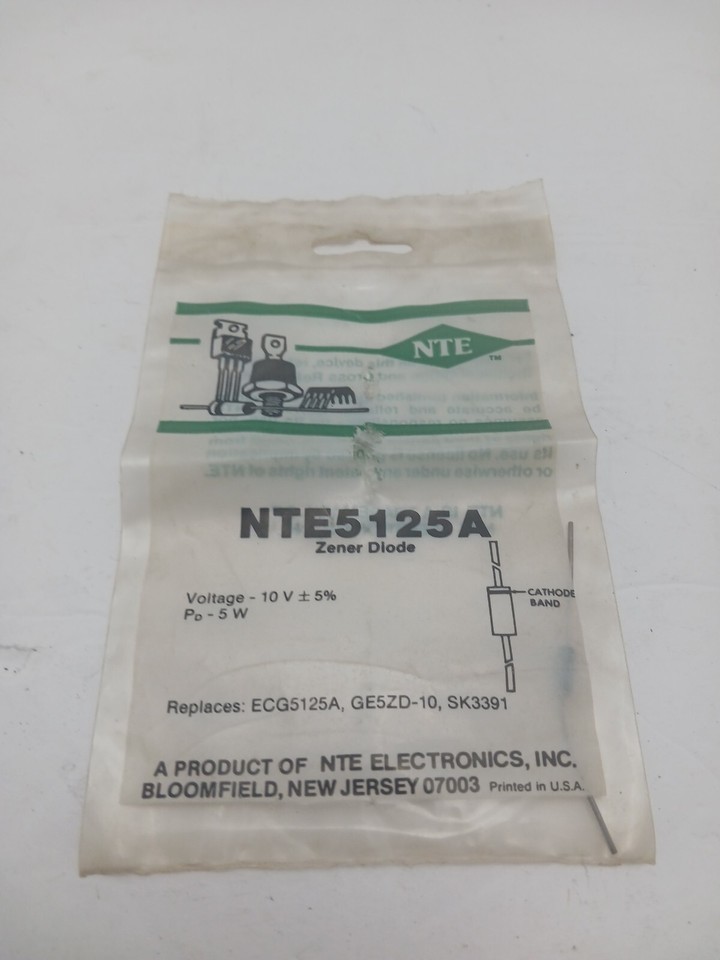 NTE™
NTE5125A
Zener Diode
Voltage - 10 V ± 5%
PD - 5 W
CATHODE
BAND
Replaces: ECG5125A, GE5ZD-10, SK3391
A PRODUCT OF NTE ELECTRONICS, INC.
BLOOMFIELD, NEW JERSEY 07003 Printed in U.S.A.